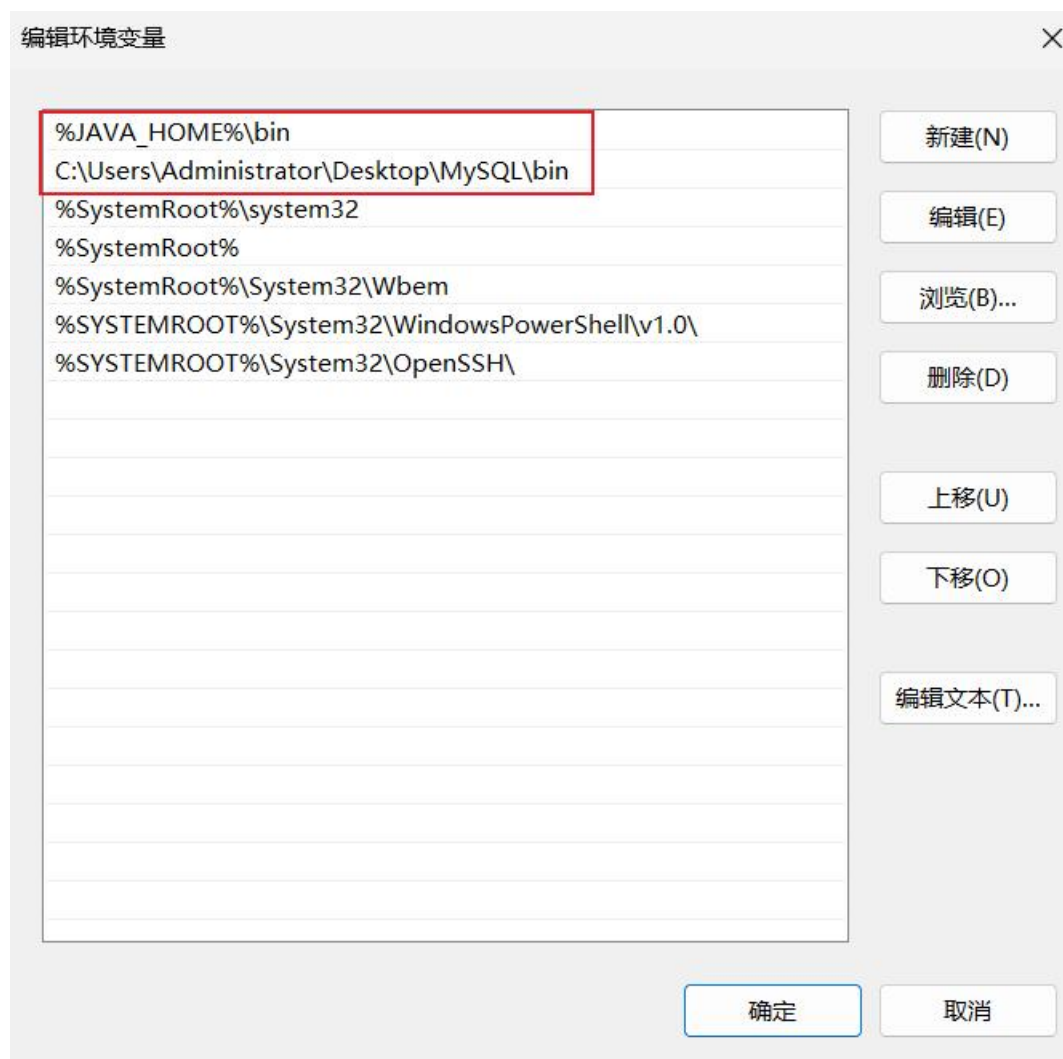 编辑环境变量
%JAVA_HOME%\bin
C:\Users\Administrator\Desktop\MySQL\bin
%SystemRoot%\system32
%SystemRoot%
%SystemRoot%\System32\Wbem
%SYSTEMROOT%\System32\WindowsPowerShell\v1.0\
%SYSTEMROOT%\System32\OpenSSH\
新建(N)
编辑(E)
浏览(B)...
删除(D)
上移(U)
下移(O)
编辑文本(T)...
确定
取消